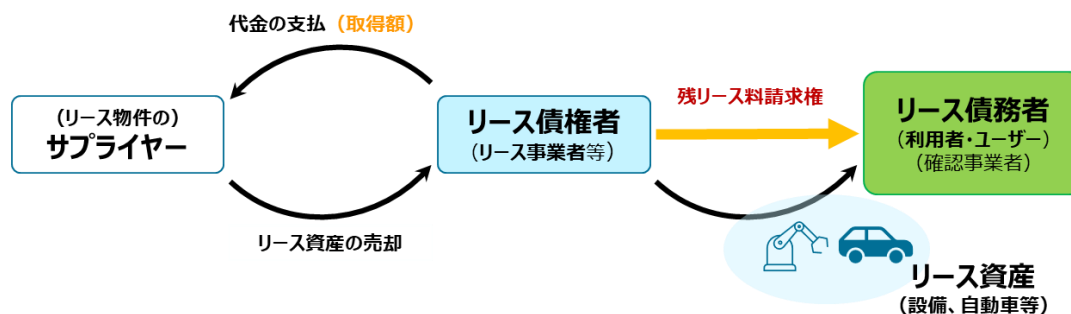 代金の支払（取得額）
（リース物件の）
サプライヤー
リース債権者
（リース事業者等）
残リース料請求権
リース債務者
（利用者・ユーザー）
（確認事業者）
リース資産の売却
リース資産
（設備、自動車等）